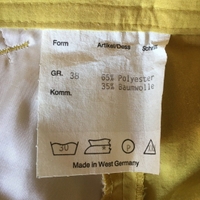 Form Artikel/Dess Schnitt
GR. 38 65% Polyester
Komm. 35% Baumwolle
30 P
Made in West Germany